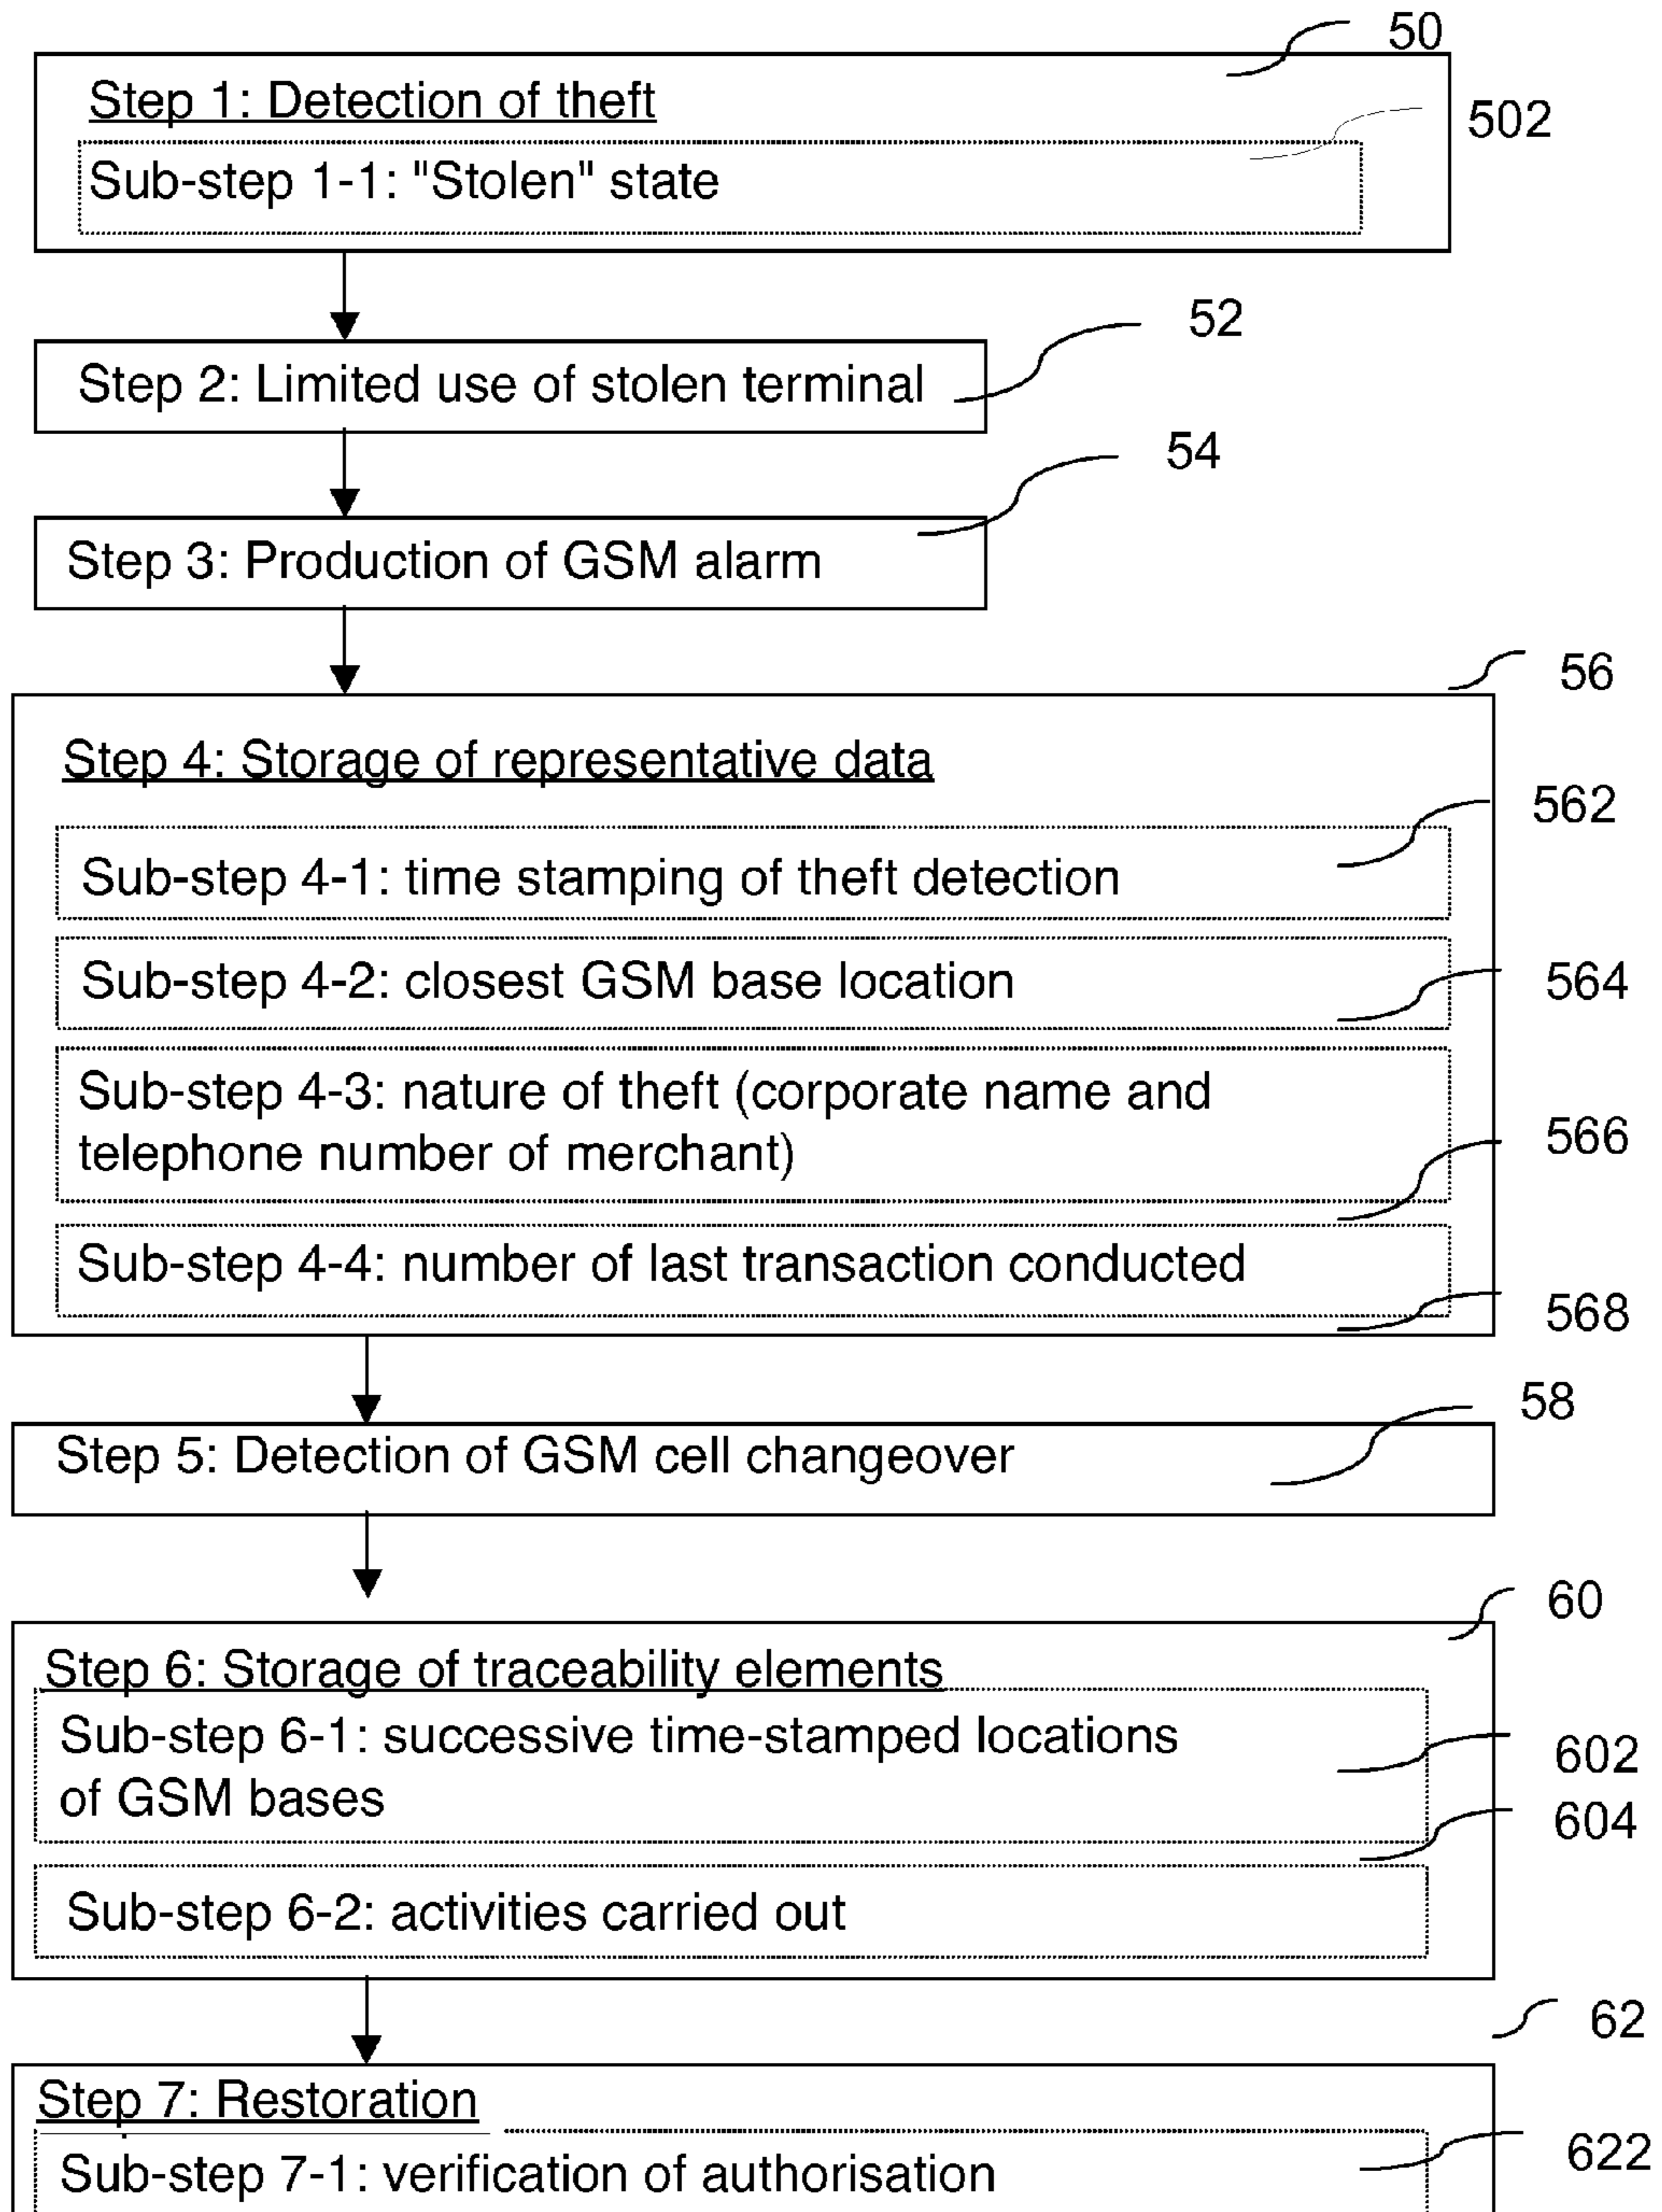 50
Step 1: Detection of theft
502
Sub-step 1-1: "Stolen" state
52
Step 2: Limited use of stolen terminal
54
Step 3: Production of GSM alarm
56
Step 4: Storage of representative data
562
Sub-step 4-1: time stamping of theft detection
Sub-step 4-2: closest GSM base location
564
Sub-step 4-3: nature of theft (corporate name and
telephone number of merchant)
566
Sub-step 4-4: number of last transaction conducted
568
58
Step 5: Detection of GSM cell changeover
60
Step 6: Storage of traceability elements
Sub-step 6-1: successive time-stamped locations
of GSM bases
602
604
Sub-step 6-2: activities carried out
62
Step 7: Restoration
Sub-step 7-1: verification of authorisation
622